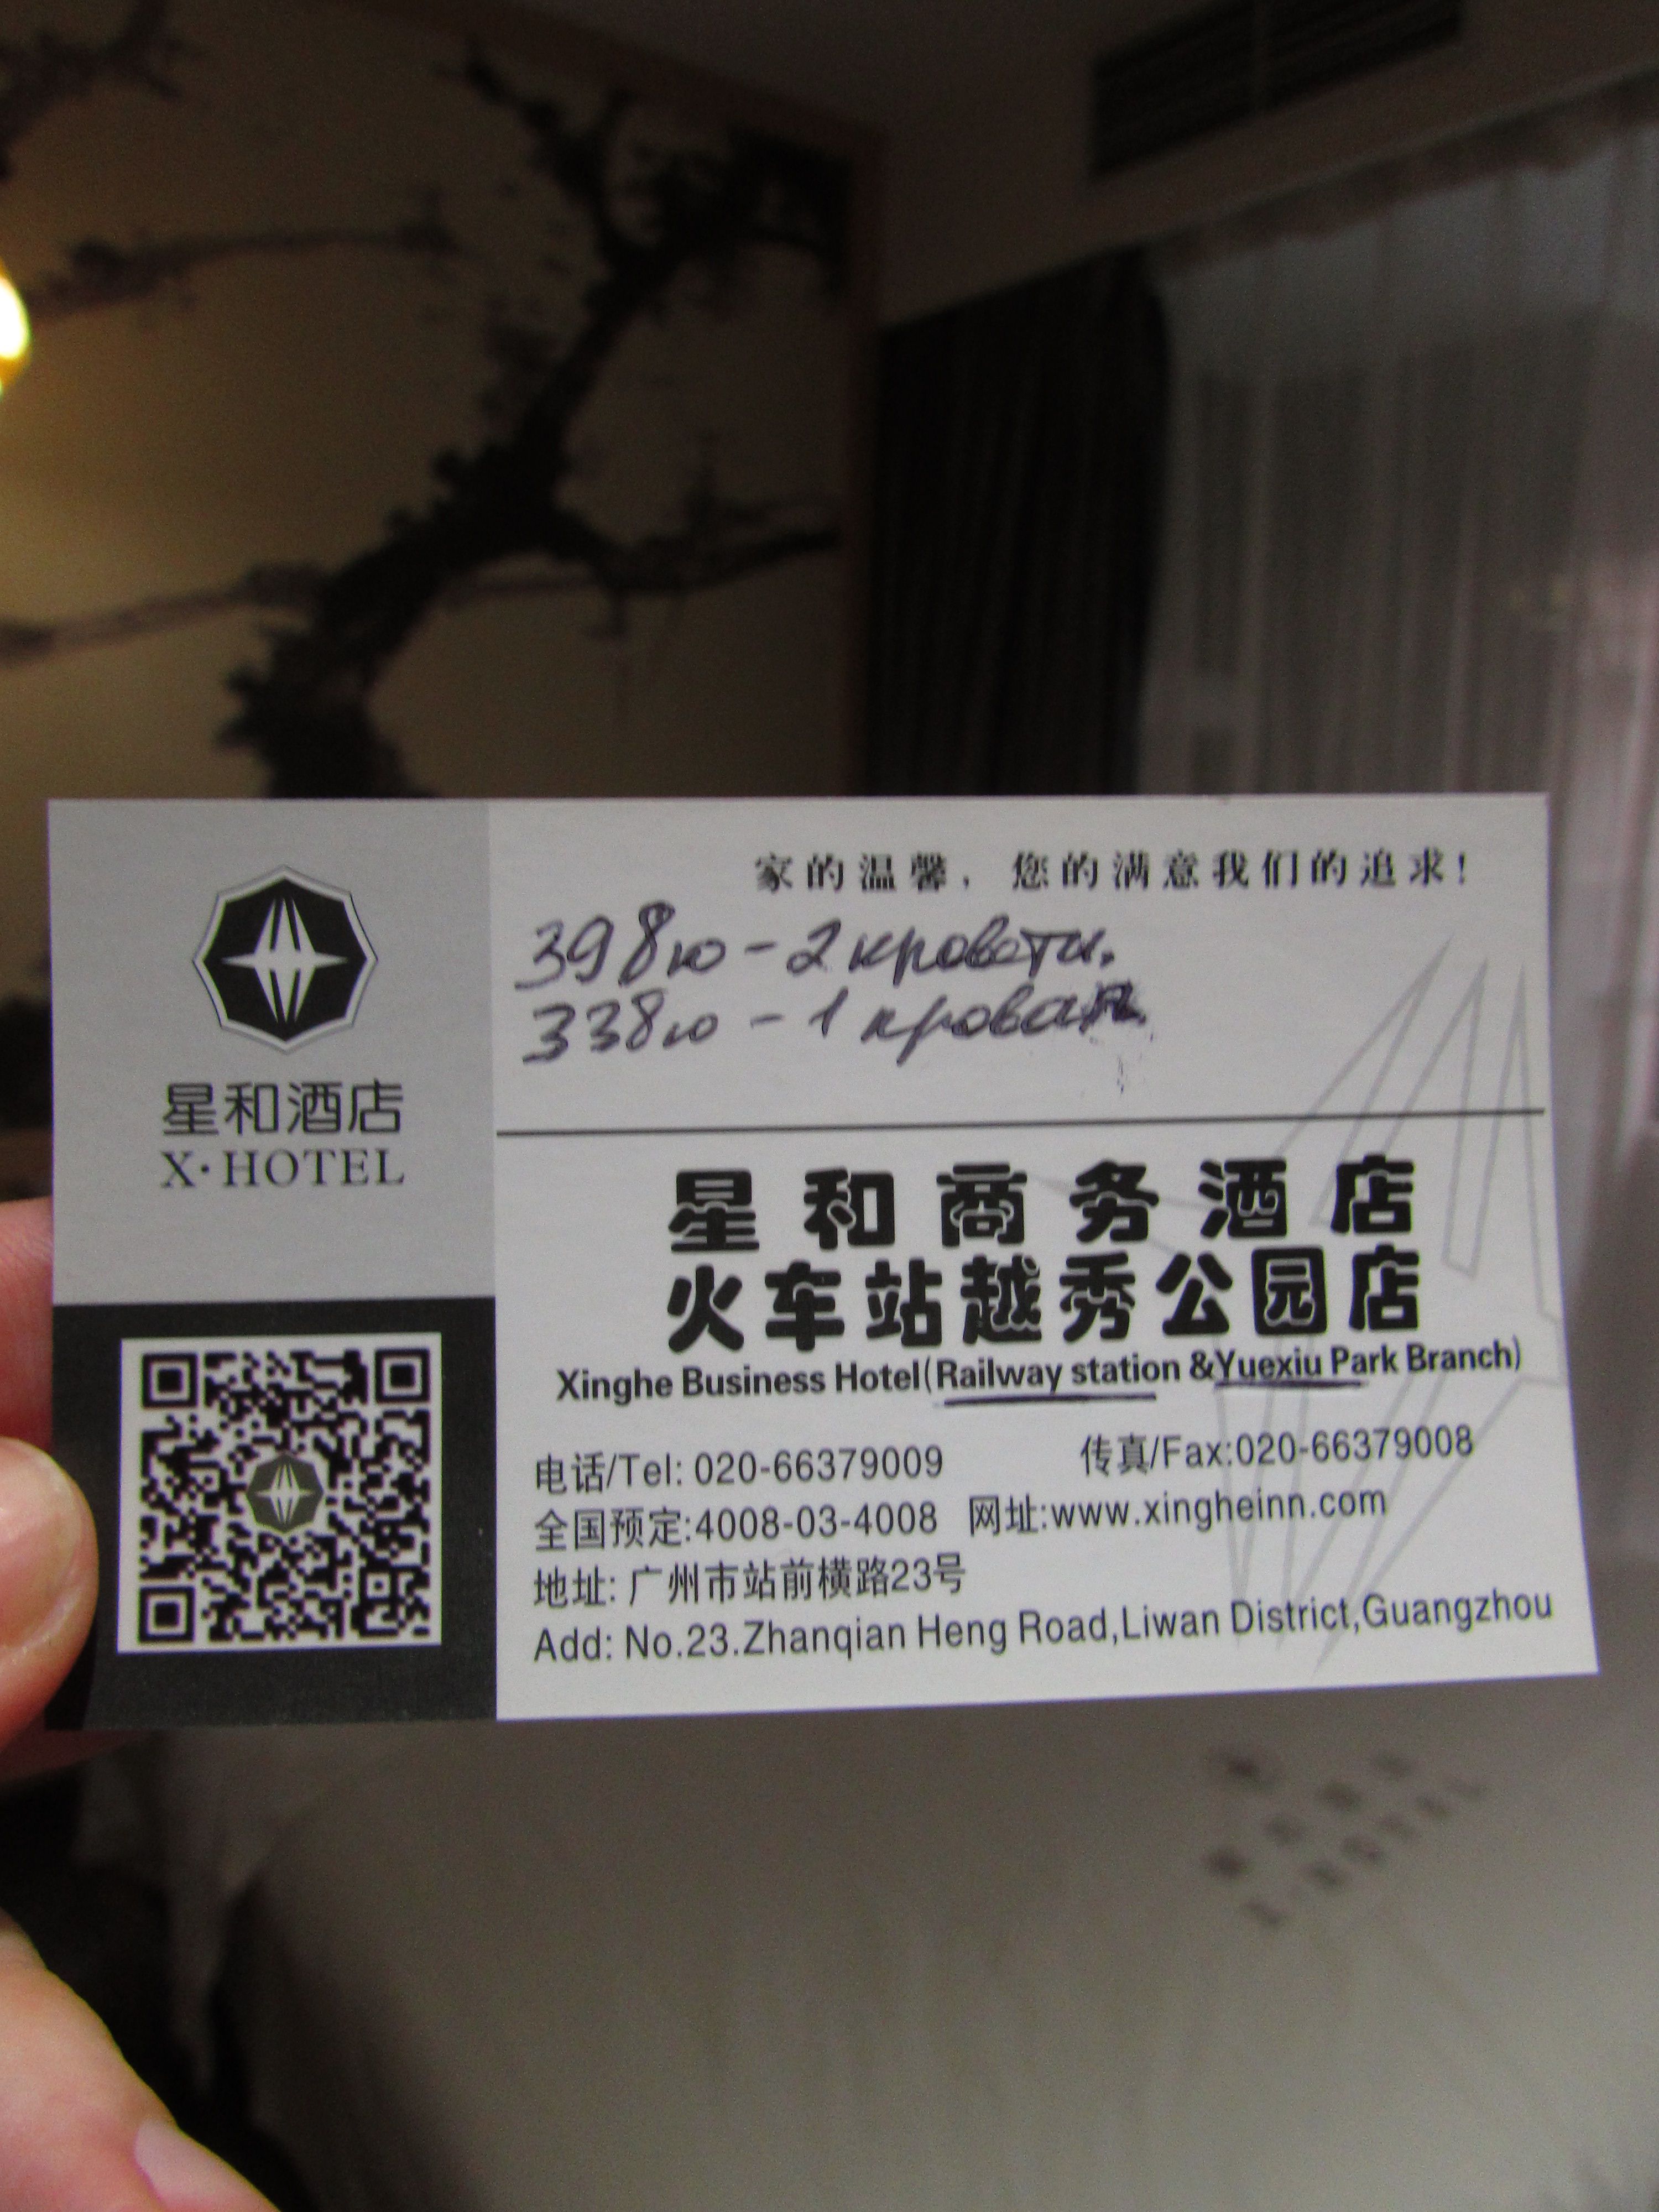 星和酒店
X·HOTEL
家的温馨，您的满意我们的追求！
398ю - 2 кровати.
338ю - 1 кровать.
星和商务酒店
火车站越秀公园店
Xinghe Business Hotel(Railway station &Yuexiu Park Branch)
电话/Tel: 020-66379009 传真/Fax:020-66379008
全国预定:4008-03-4008 网址:www.xingheinn.com
地址: 广州市站前横路23号
Add: No.23.Zhanqian Heng Road,Liwan District,Guangzhou